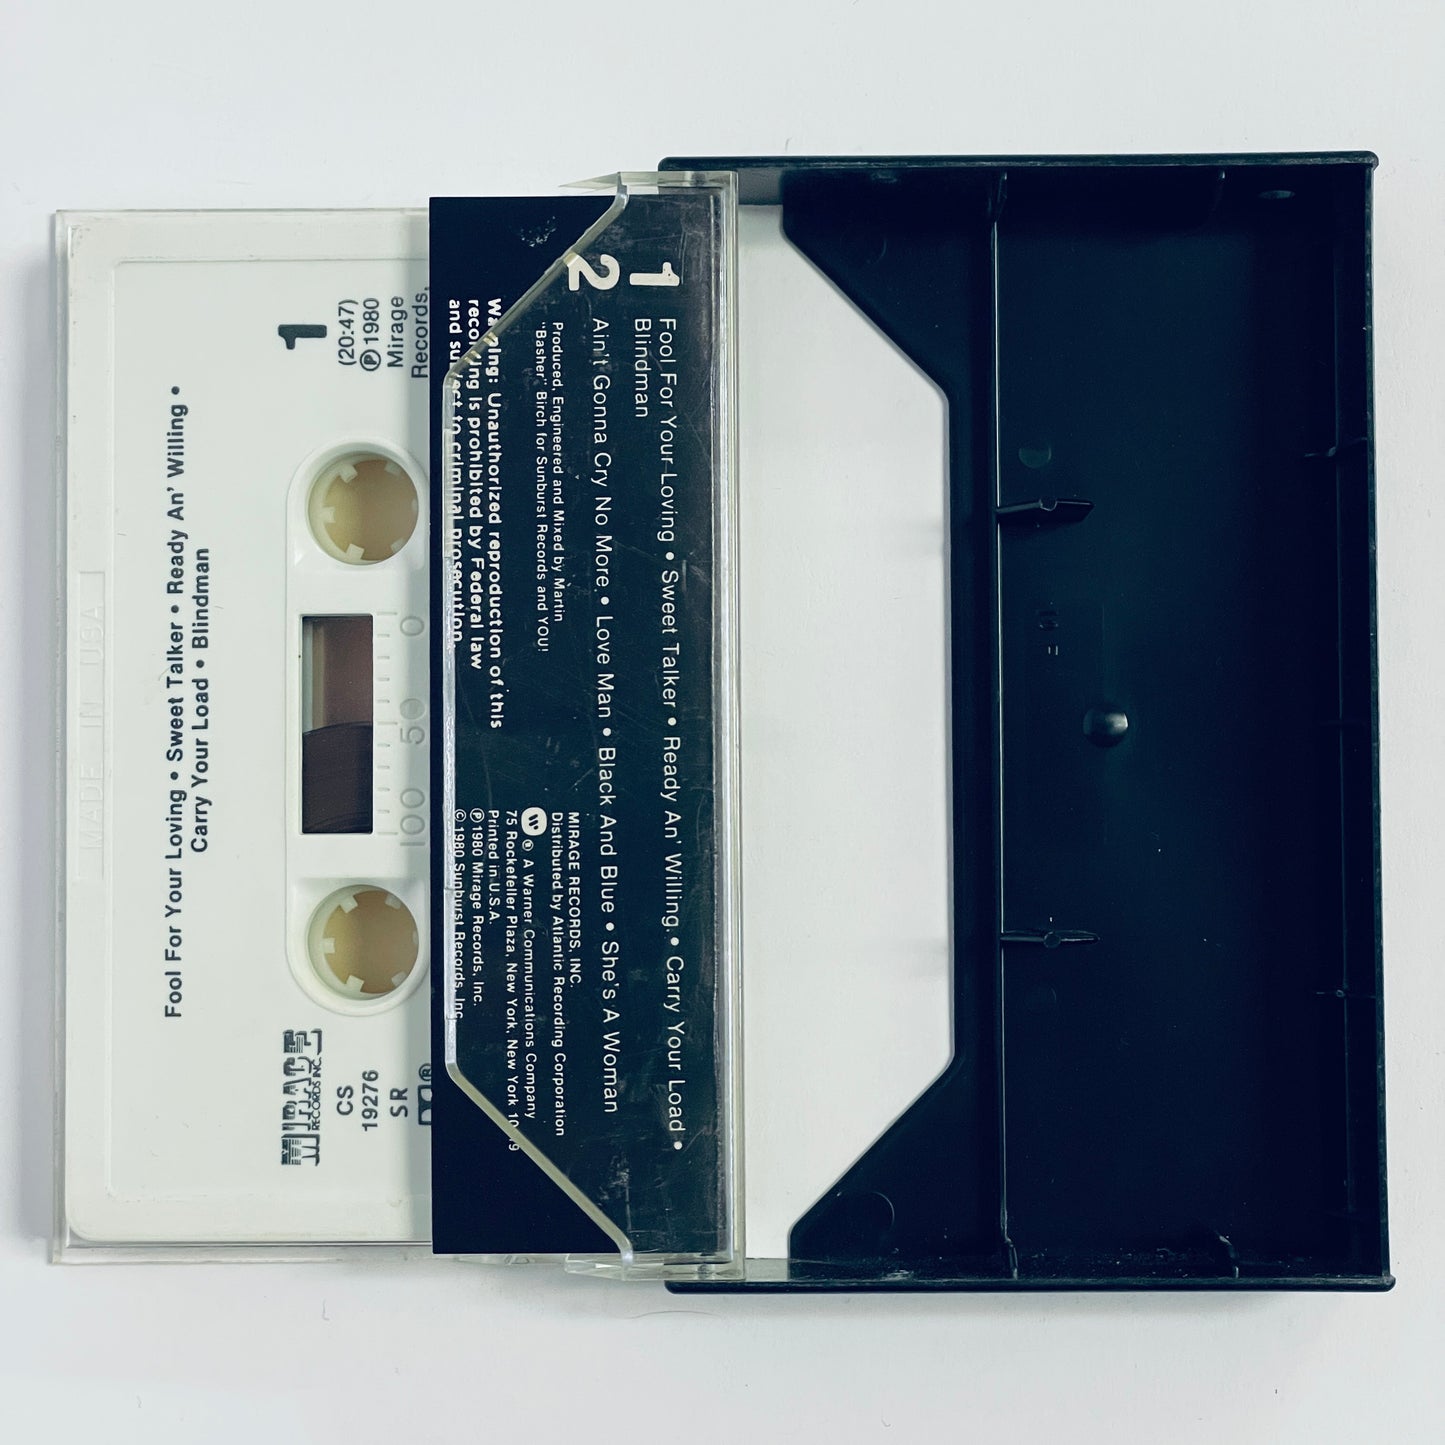 MADE IN USA
1
(20:47)
℗ 1980
Mirage
Records,
Fool For Your Loving • Sweet Talker • Ready An' Willing •
Carry Your Load • Blindman
100 50 0
MIRAGE
RECORDS INC.
CS
19276
SR
®
1
Fool For Your Loving • Sweet Talker • Ready An' Willing. • Carry Your Load •
Blindman
2
Ain't Gonna Cry No More. • Love Man • Black And Blue • She's A Woman
Produced, Engineered and Mixed by Martin
"Basher" Birch for Sunburst Records and YOU!
Warning: Unauthorized reproduction of this
recording is prohibited by Federal law
and subject to criminal prosecution.
MIRAGE RECORDS, INC.
Distributed by Atlantic Recording Corporation
® A Warner Communications Company
75 Rockefeller Plaza, New York, New York
Printed in U.S.A.
℗ 1980 Mirage Records, Inc.
© 1980 Sunburst Records, Inc.